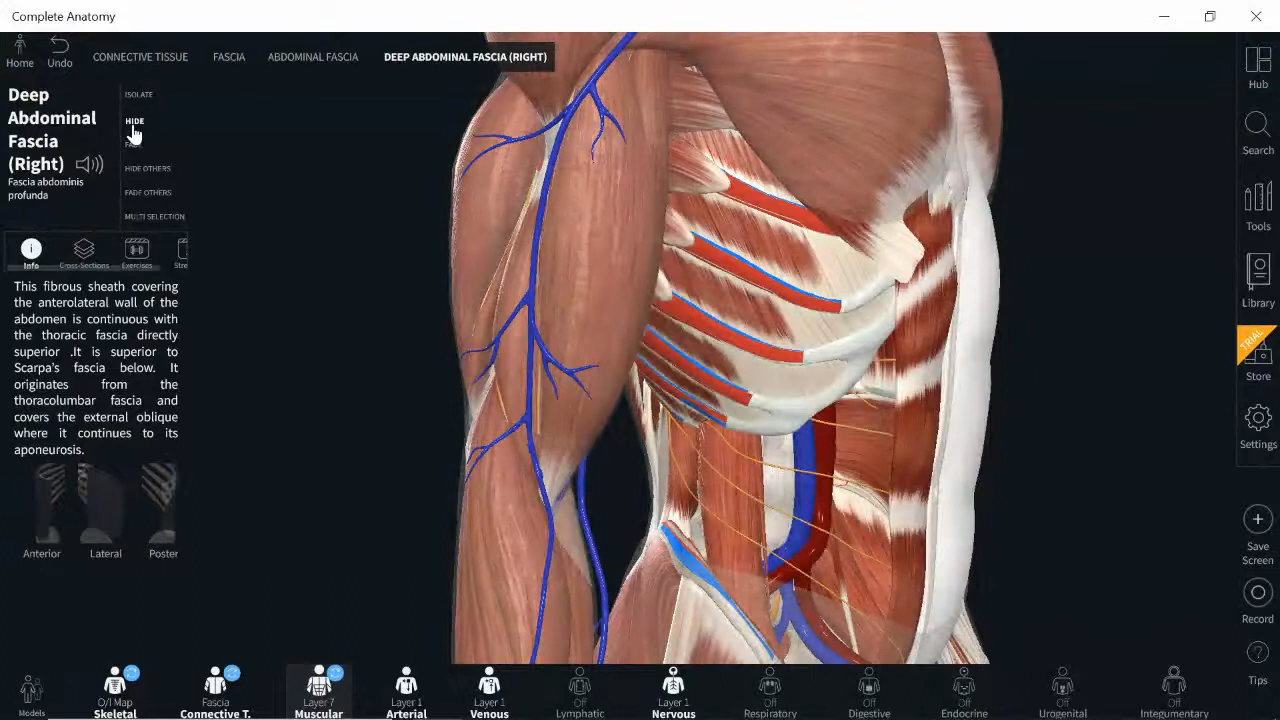 Complete Anatomy
Home
Undo
CONNECTIVE TISSUE
FASCIA
ABDOMINAL FASCIA
DEEP ABDOMINAL FASCIA (RIGHT)
Deep
Abdominal
Fascia
(Right)
Fascia abdominis
profunda
ISOLATE
HIDE
HIDE OTHERS
FADE OTHERS
MULTI SELECTION
Info
Cross-Sections
Exercises
Stre
This fibrous sheath covering
the anterolateral wall of the
abdomen is continuous with
the thoracic fascia directly
superior .It is superior to
Scarpa's fascia below. It
originates from the
thoracolumbar fascia and
covers the external oblique
where it continues to its
aponeurosis.
Anterior
Lateral
Poster
Hub
Search
Tools
Library
TRIAL
Store
Settings
Save
Screen
Record
Tips
Models
O/I Map
Skeletal
Fascia
Connective T.
Layer 7
Muscular
Layer 1
Arterial
Layer 1
Venous
Off
Lymphatic
Layer 1
Nervous
Off
Respiratory
Off
Digestive
Off
Endocrine
Off
Urogenital
Off
Integumentary